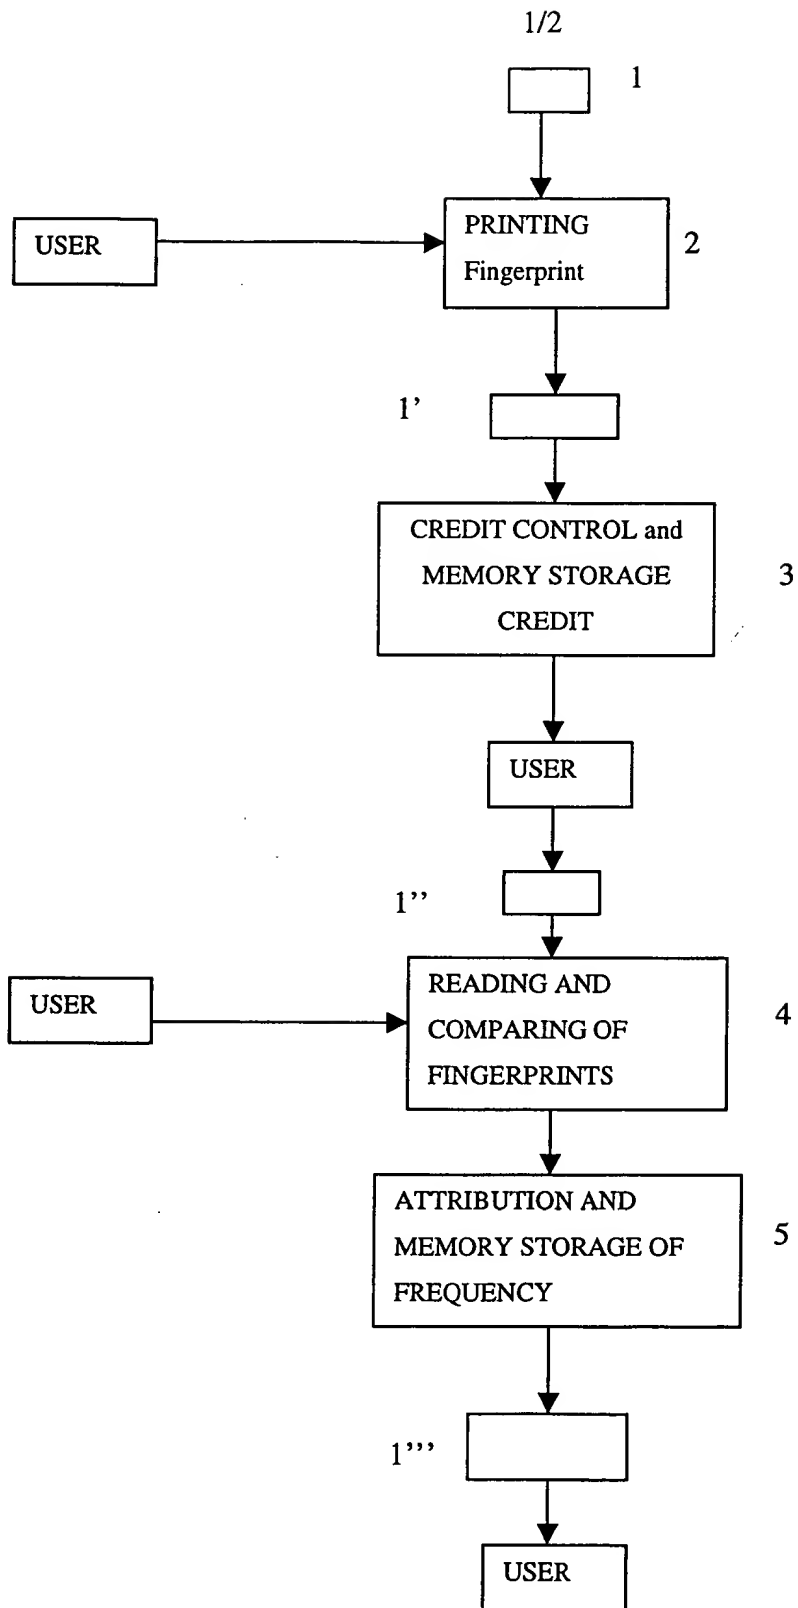 1/2
1
PRINTING
Fingerprint
2
USER
1’
CREDIT CONTROL and
MEMORY STORAGE
CREDIT
3
USER
1’’
READING AND
COMPARING OF
FINGERPRINTS
4
USER
ATTRIBUTION AND
MEMORY STORAGE OF
FREQUENCY
5
1’’’
USER